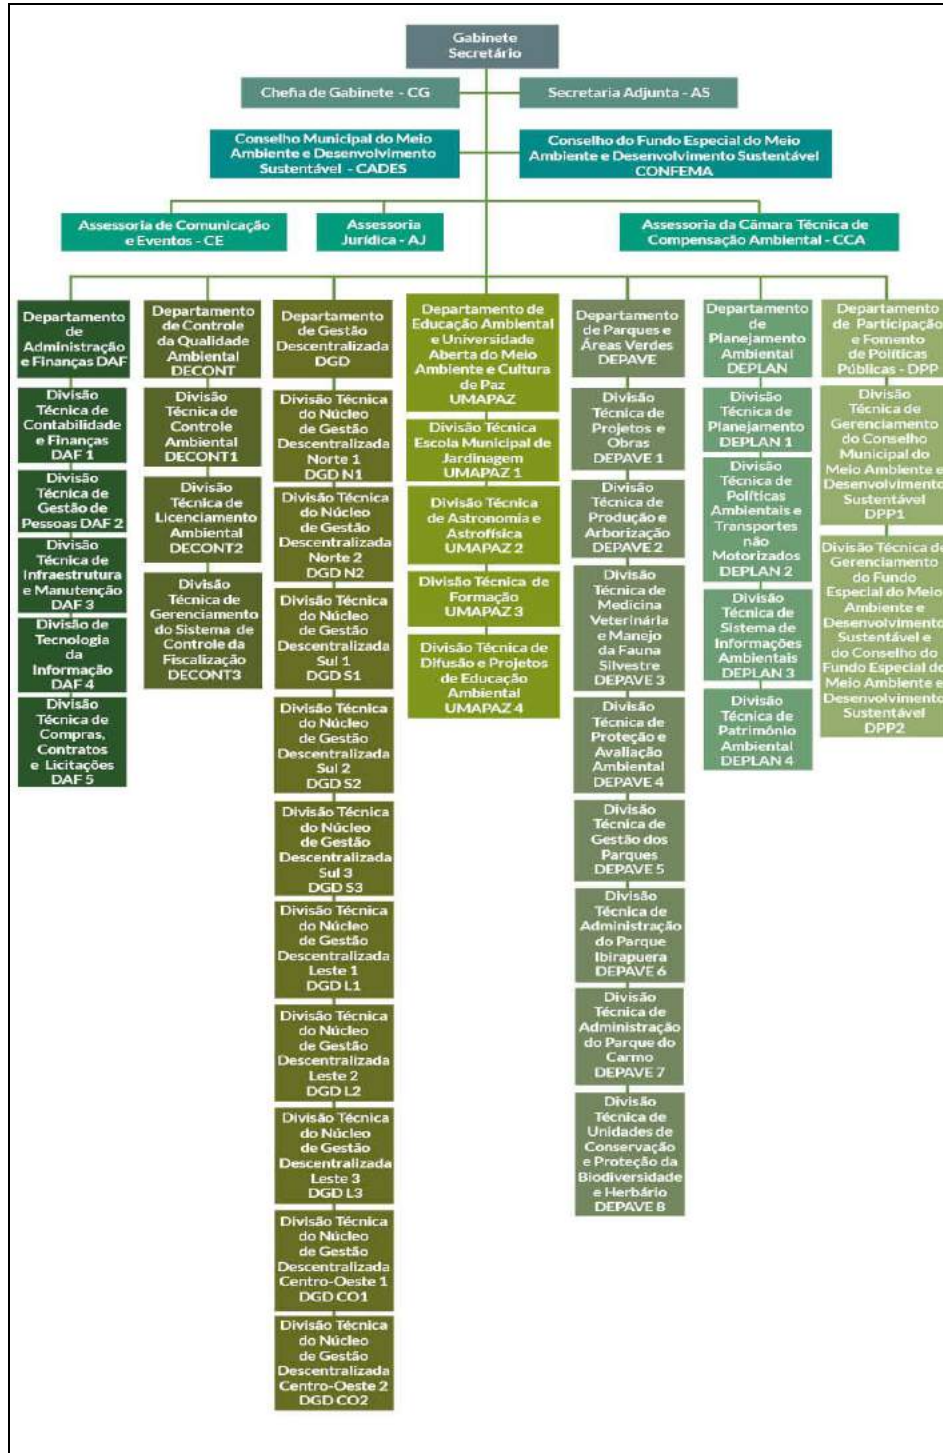 Gabinete
Secretário
Chefia de Gabinete - CG
Secretaria Adjunta - AS
Conselho Municipal do Meio
Ambiente e Desenvolvimento
Sustentável - CADES
Conselho do Fundo Especial do Meio
Ambiente e Desenvolvimento Sustentável
CONFEMA
Assessoria de Comunicação
e Eventos - CE
Assessoria
Jurídica - AJ
Assessoria da Câmara Técnica de
Compensação Ambiental - CCA
Departamento
de
Administração
e Finanças DAF
Divisão
Técnica de
Contabilidade
e Finanças
DAF 1
Divisão
Técnica de
Gestão de
Pessoas DAF 2
Divisão
Técnica de
Infraestrutura
e Manutenção
DAF 3
Divisão de
Tecnologia
da
Informação
DAF 4
Divisão
Técnica de
Compras,
Contratos
e Licitações
DAF 5
Departamento
de Controle
da Qualidade
Ambiental
DECONT
Divisão
Técnica de
Controle
Ambiental
DECONT1
Divisão
Técnica de
Licenciamento
Ambiental
DECONT2
Divisão
Técnica de
Gerenciamento
do Sistema de
Controle da
Fiscalização
DECONT3
Departamento
de Gestão
Descentralizada
DGD
Divisão Técnica
do Núcleo
de Gestão
Descentralizada
Norte 1
DGD N1
Divisão Técnica
do Núcleo
de Gestão
Descentralizada
Norte 2
DGD N2
Divisão Técnica
do Núcleo
de Gestão
Descentralizada
Sul 1
DGD S1
Divisão Técnica
do Núcleo
de Gestão
Descentralizada
Sul 2
DGD S2
Divisão Técnica
do Núcleo
de Gestão
Descentralizada
Sul 3
DGD S3
Divisão Técnica
do Núcleo
de Gestão
Descentralizada
Leste 1
DGD L1
Divisão Técnica
do Núcleo
de Gestão
Descentralizada
Leste 2
DGD L2
Divisão Técnica
do Núcleo
de Gestão
Descentralizada
Leste 3
DGD L3
Divisão Técnica
do Núcleo
de Gestão
Descentralizada
Centro-Oeste 1
DGD CO1
Divisão Técnica
do Núcleo
de Gestão
Descentralizada
Centro-Oeste 2
DGD CO2
Departamento de
Educação Ambiental
e Universidade
Aberta do Meio
Ambiente e Cultura
de Paz
UMAPAZ
Divisão Técnica
Escola Municipal de
Jardinagem
UMAPAZ 1
Divisão Técnica
de Astronomia e
Astrofísica
UMAPAZ 2
Divisão Técnica de
Formação
UMAPAZ 3
Divisão Técnica de
Difusão e Projetos
de Educação
Ambiental
UMAPAZ 4
Departamento
de Parques e
Áreas Verdes
DEPAVE
Divisão
Técnica de
Projetos e
Obras
DEPAVE 1
Divisão
Técnica de
Produção e
Arborização
DEPAVE 2
Divisão
Técnica de
Medicina
Veterinária
e Manejo
da Fauna
Silvestre
DEPAVE 3
Divisão
Técnica de
Proteção e
Avaliação
Ambiental
DEPAVE 4
Divisão
Técnica de
Gestão dos
Parques
DEPAVE 5
Divisão
Técnica de
Administração
do Parque
Ibirapuera
DEPAVE 6
Divisão
Técnica de
Administração
do Parque do
Carmo
DEPAVE 7
Divisão
Técnica de
Unidades de
Conservação
e Proteção da
Biodiversidade
e Herbário
DEPAVE 8
Departamento
de
Planejamento
Ambiental
DEPLAN
Divisão
Técnica de
Planejamento
DEPLAN 1
Divisão
Técnica de
Políticas
Ambientais e
Transportes
não
Motorizados
DEPLAN 2
Divisão
Técnica de
Sistema de
Informações
Ambientais
DEPLAN 3
Divisão
Técnica de
Patrimônio
Ambiental
DEPLAN 4
Departamento
de Participação
e Fomento
de Políticas
Públicas - DPP
Divisão
Técnica de
Gerenciamento
do Conselho
Municipal do
Meio Ambiente e
Desenvolvimento
Sustentável
DPP1
Divisão Técnica de
Gerenciamento
do Fundo
Especial do Meio
Ambiente e
Desenvolvimento
Sustentável e
do Conselho do
Fundo Especial do
Meio Ambiente e
Desenvolvimento
Sustentável
DPP2